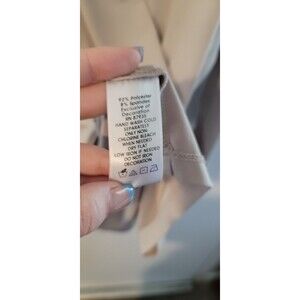 92% Polyester
8% Spandex
Exclusive of
Decoration
RN 87935
HAND WASH COLD
SEPARATELY
ONLY NON
CHLORINE BLEACH
WHEN NEEDED
DRY FLAT
LOW IRON IF NEEDED
DO NOT IRON
DECORATION